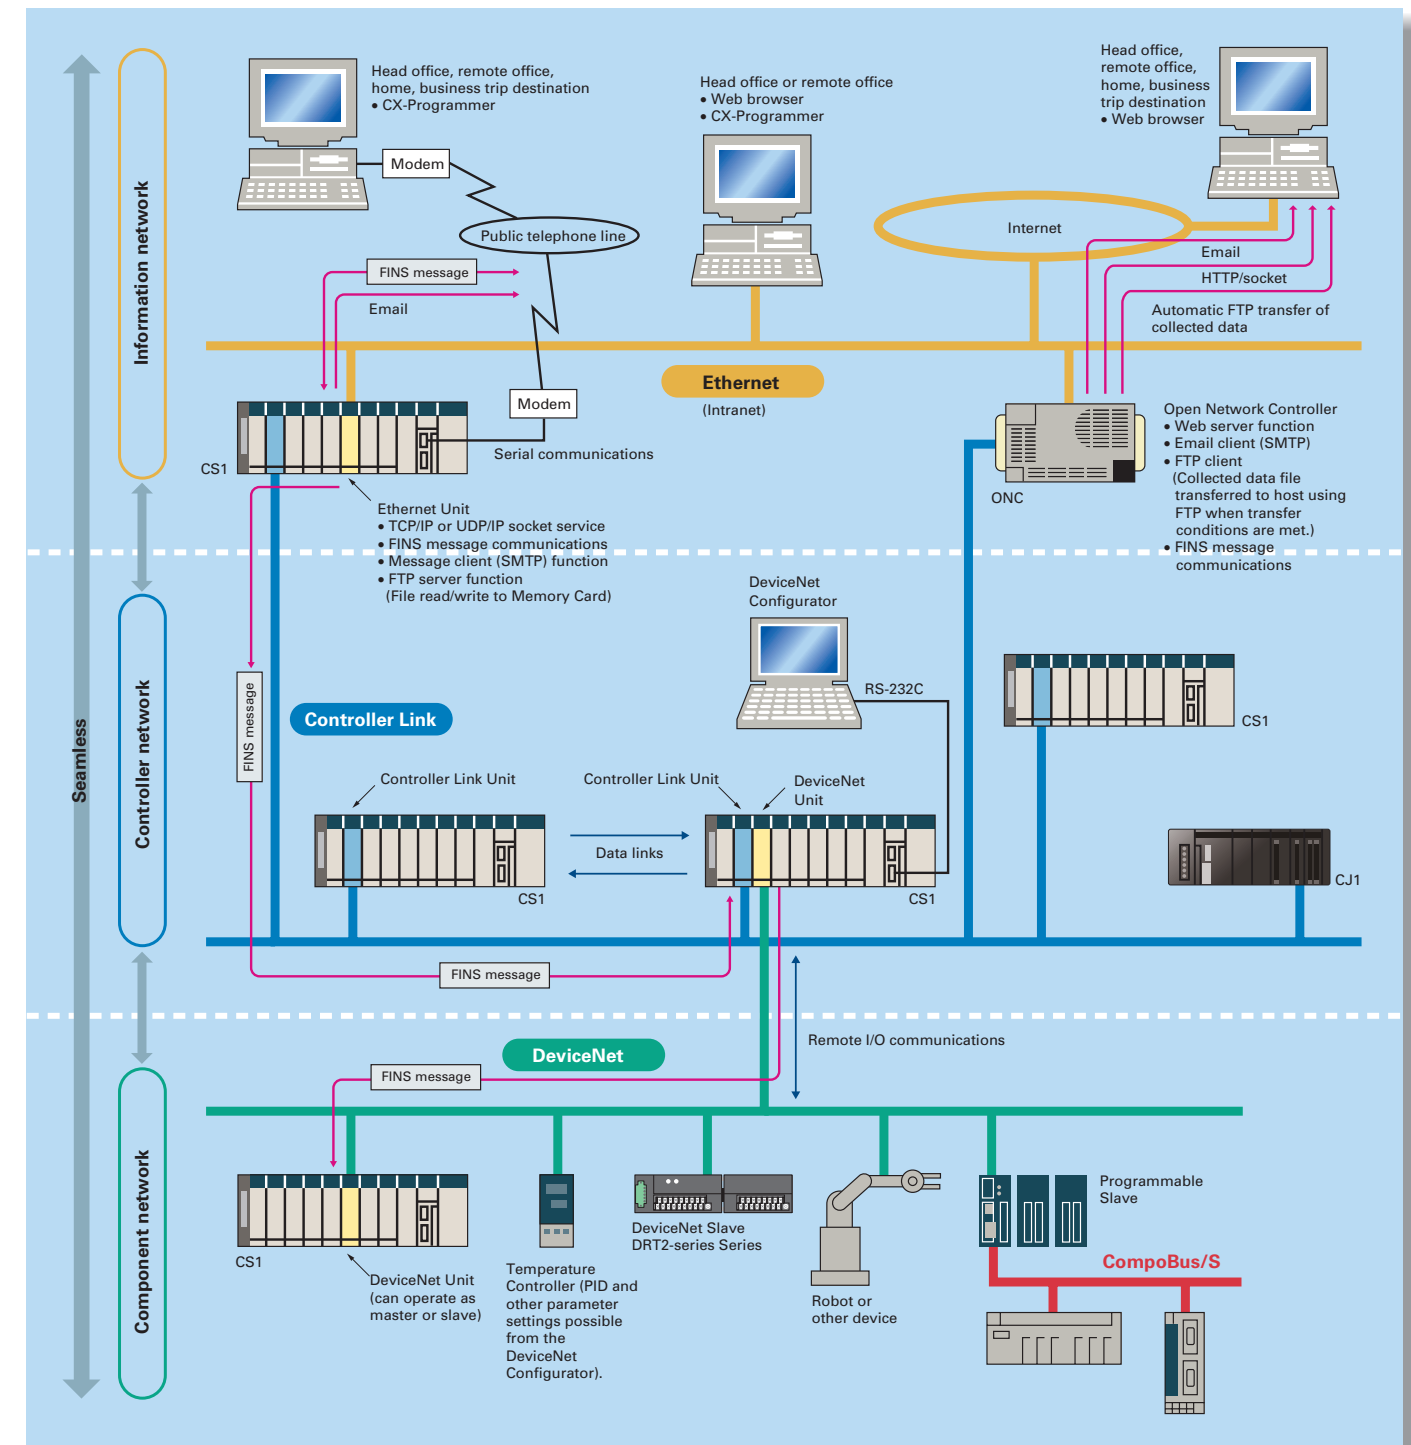 Head office, remote office,
home, business trip destination
• CX-Programmer
Head office or remote office
• Web browser
• CX-Programmer
Head office,
remote office,
home, business
trip destination
• Web browser
Modem
Public telephone line
Internet
FINS message
Email
Email
HTTP/socket
Automatic FTP transfer of
collected data
Information network
Ethernet
(Intranet)
Modem
Serial communications
CS1
Ethernet Unit
• TCP/IP or UDP/IP socket service
• FINS message communications
• Message client (SMTP) function
• FTP server function
(File read/write to Memory Card)
ONC
Open Network Controller
• Web server function
• Email client (SMTP)
• FTP client
(Collected data file
transferred to host using
FTP when transfer
conditions are met.)
• FINS message
communications
Seamless
Controller network
DeviceNet
Configurator
RS-232C
FINS message
Controller Link
CS1
Controller Link Unit
Controller Link Unit
DeviceNet
Unit
Data links
CS1
CS1
CJ1
FINS message
Remote I/O communications
DeviceNet
FINS message
Component network
CS1
DeviceNet Unit
(can operate as
master or slave)
Temperature
Controller (PID and
other parameter
settings possible
from the
DeviceNet
Configurator).
DeviceNet Slave
DRT2-series Series
Robot or
other device
Programmable
Slave
CompoBus/S